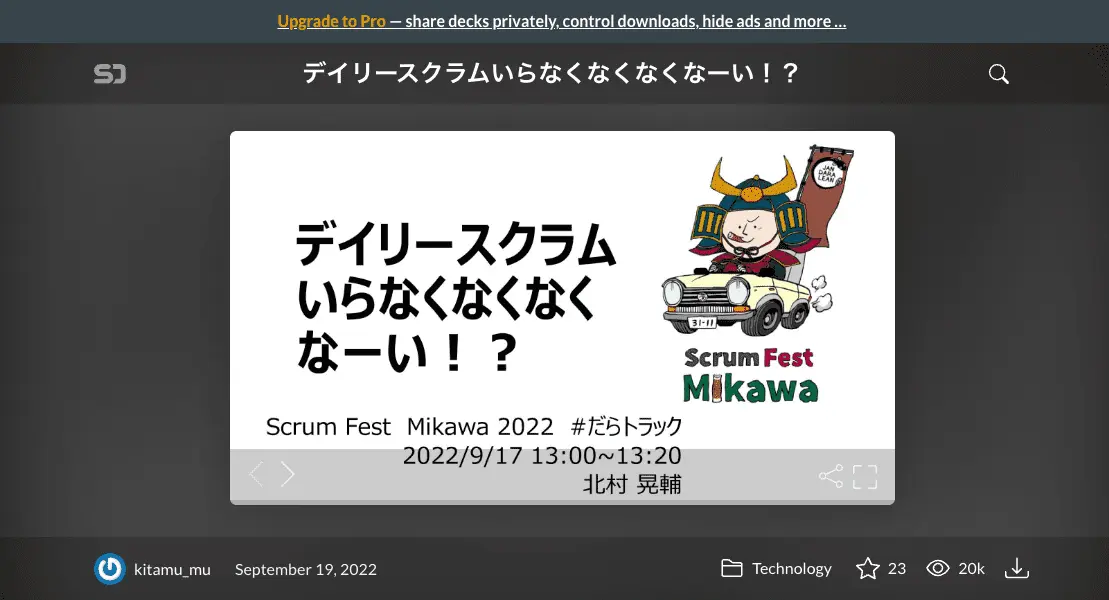 Upgrade to Pro — share decks privately, control downloads, hide ads and more …
SD
デイリースクラムいらなくなくなくなーい！？
JAN
DARA
LEAN
デイリースクラム
いらなくなくなく
なーい！？
31-11
Scrum Fest
Mikawa
Scrum Fest Mikawa 2022 #だらトラック
2022/9/17 13:00~13:20
北村 晃輔
kitamu_mu
September 19, 2022
Technology
23
20k